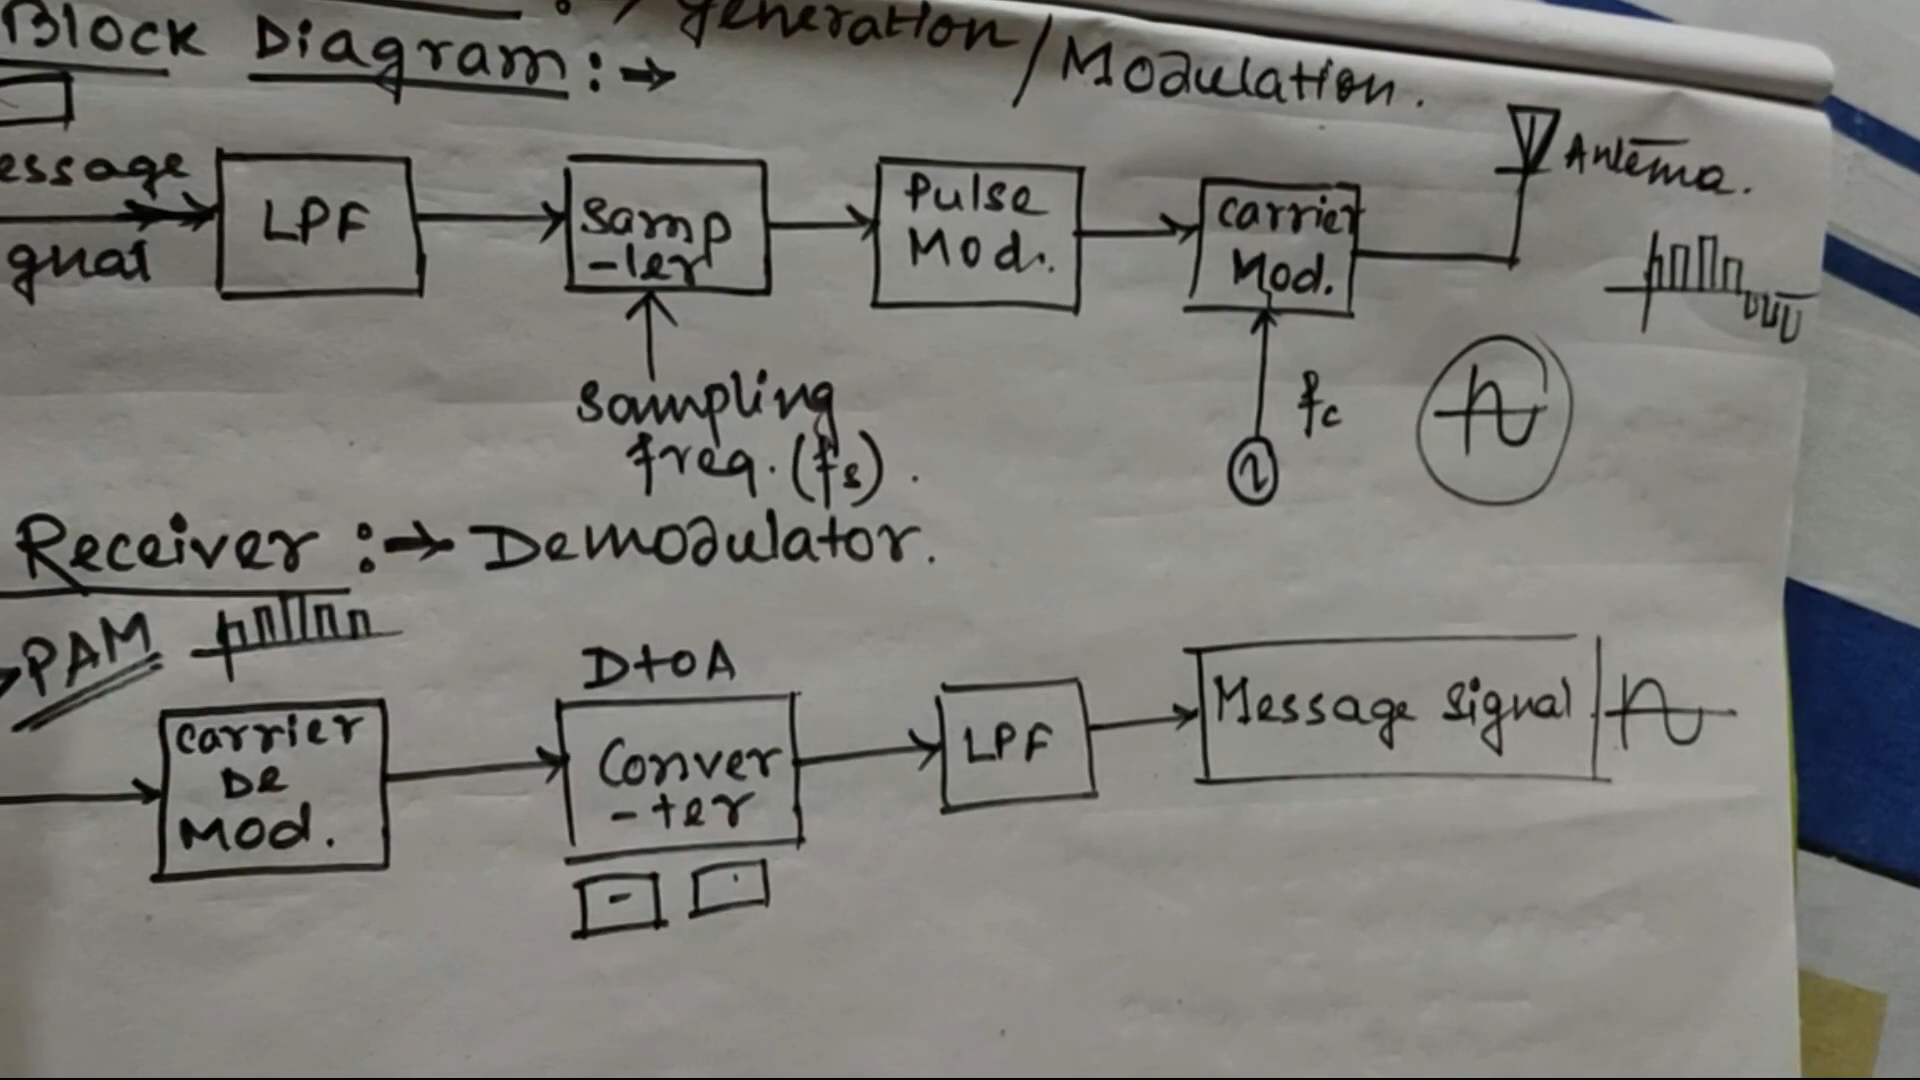 Block Diagram :→ generation/Modulation.
essage
gnal
LPF
Samp
-ler
Pulse
Mod.
carrier
Mod.
Antenna.
Sampling
freq. (fs).
fc
Receiver :→ Demodulator.
PAM
carrier
De
Mod.
D to A
Conver
-ter
LPF
Message Signal